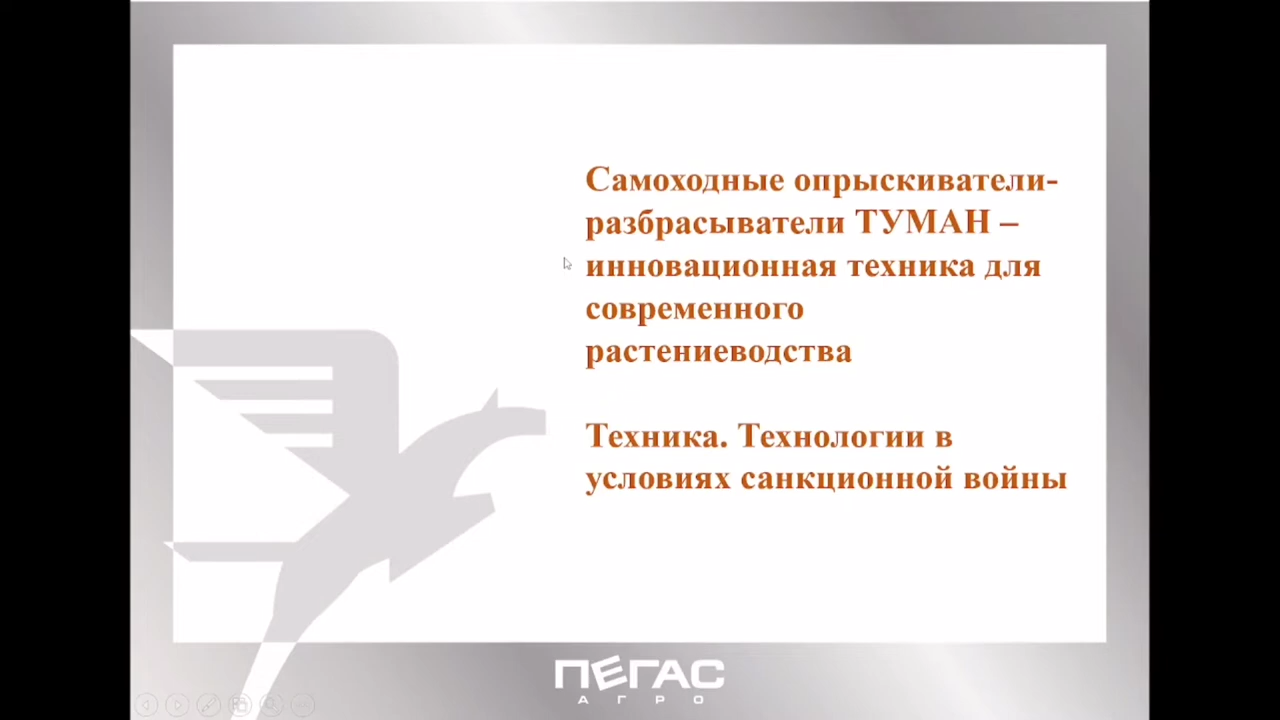 Самоходные опрыскиватели-
разбрасыватели ТУМАН –
инновационная техника для
современного
растениеводства
Техника. Технологии в
условиях санкционной войны
ПЕГАС
АГРО